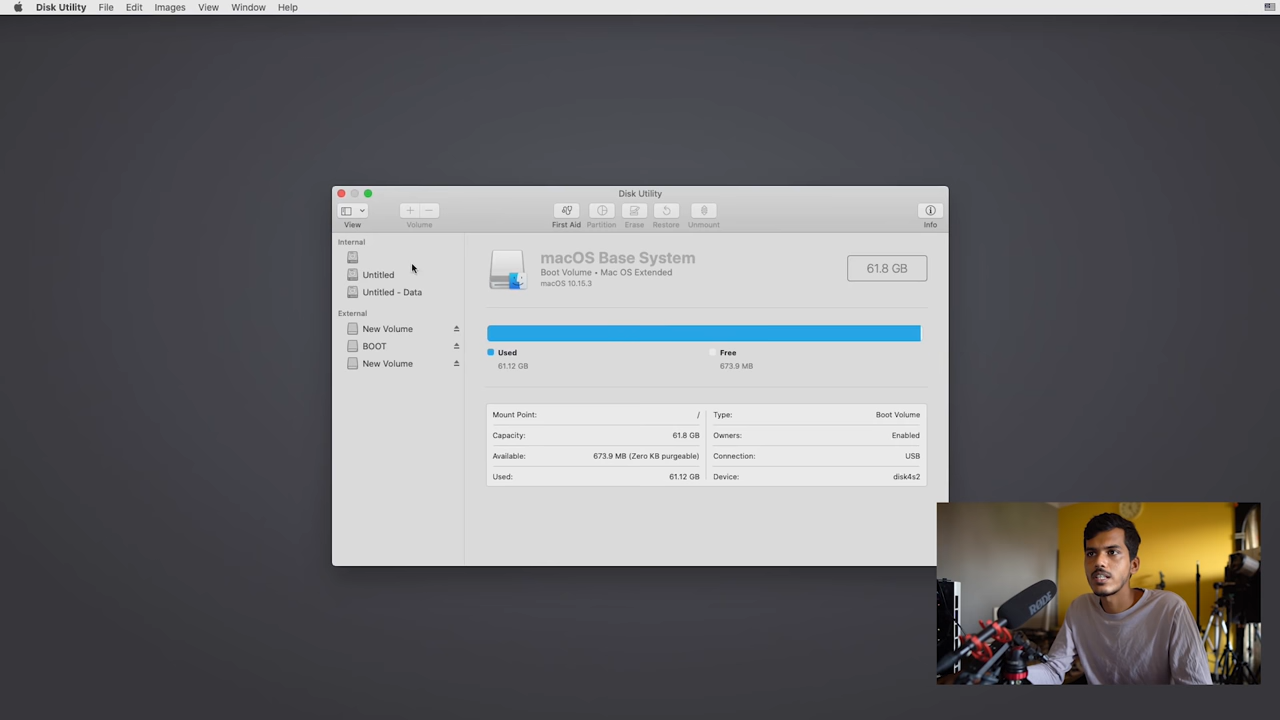 Disk Utility File Edit Images View Window Help
Disk Utility
View Volume First Aid Partition Erase Restore Unmount Info
Internal
Untitled
Untitled - Data
External
New Volume
BOOT
New Volume
macOS Base System
Boot Volume • Mac OS Extended
macOS 10.15.3
61.8 GB
Used
61.12 GB
Free
673.9 MB
Mount Point: /
Capacity: 61.8 GB
Available: 673.9 MB (Zero KB purgeable)
Used: 61.12 GB
Type: Boot Volume
Owners: Enabled
Connection: USB
Device: disk4s2
RØDE